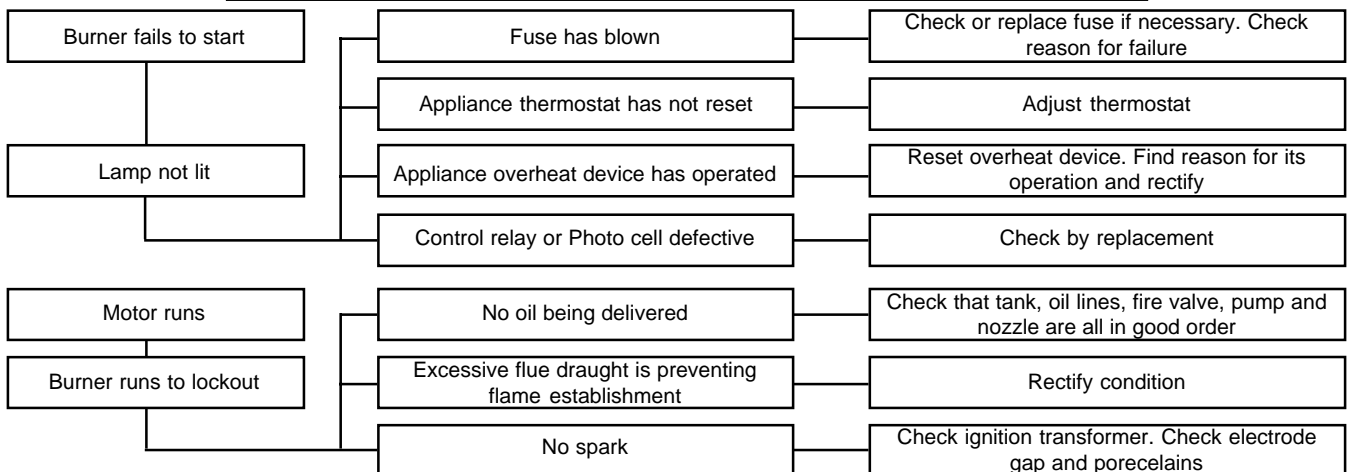 Burner fails to start
Fuse has blown
Check or replace fuse if necessary. Check
reason for failure
Appliance thermostat has not reset
Adjust thermostat
Lamp not lit
Appliance overheat device has operated
Reset overheat device. Find reason for its
operation and rectify
Control relay or Photo cell defective
Check by replacement
Motor runs
No oil being delivered
Check that tank, oil lines, fire valve, pump and
nozzle are all in good order
Burner runs to lockout
Excessive flue draught is preventing
flame establishment
Rectify condition
No spark
Check ignition transformer. Check electrode
gap and porecelains